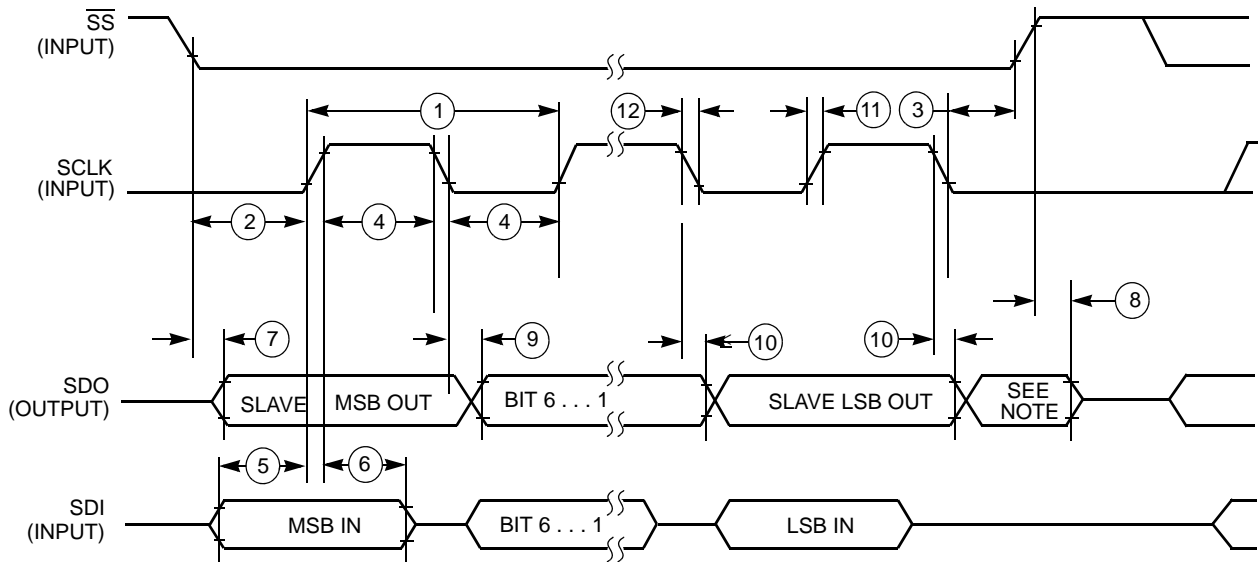 SS
(INPUT)
1
12
11
3
SCLK
(INPUT)
2
4
4
7
9
10
10
8
SDO
(OUTPUT)
SLAVE
MSB OUT
BIT 6 . . . 1
SLAVE LSB OUT
SEE
NOTE
5
6
SDI
(INPUT)
MSB IN
BIT 6 . . . 1
LSB IN